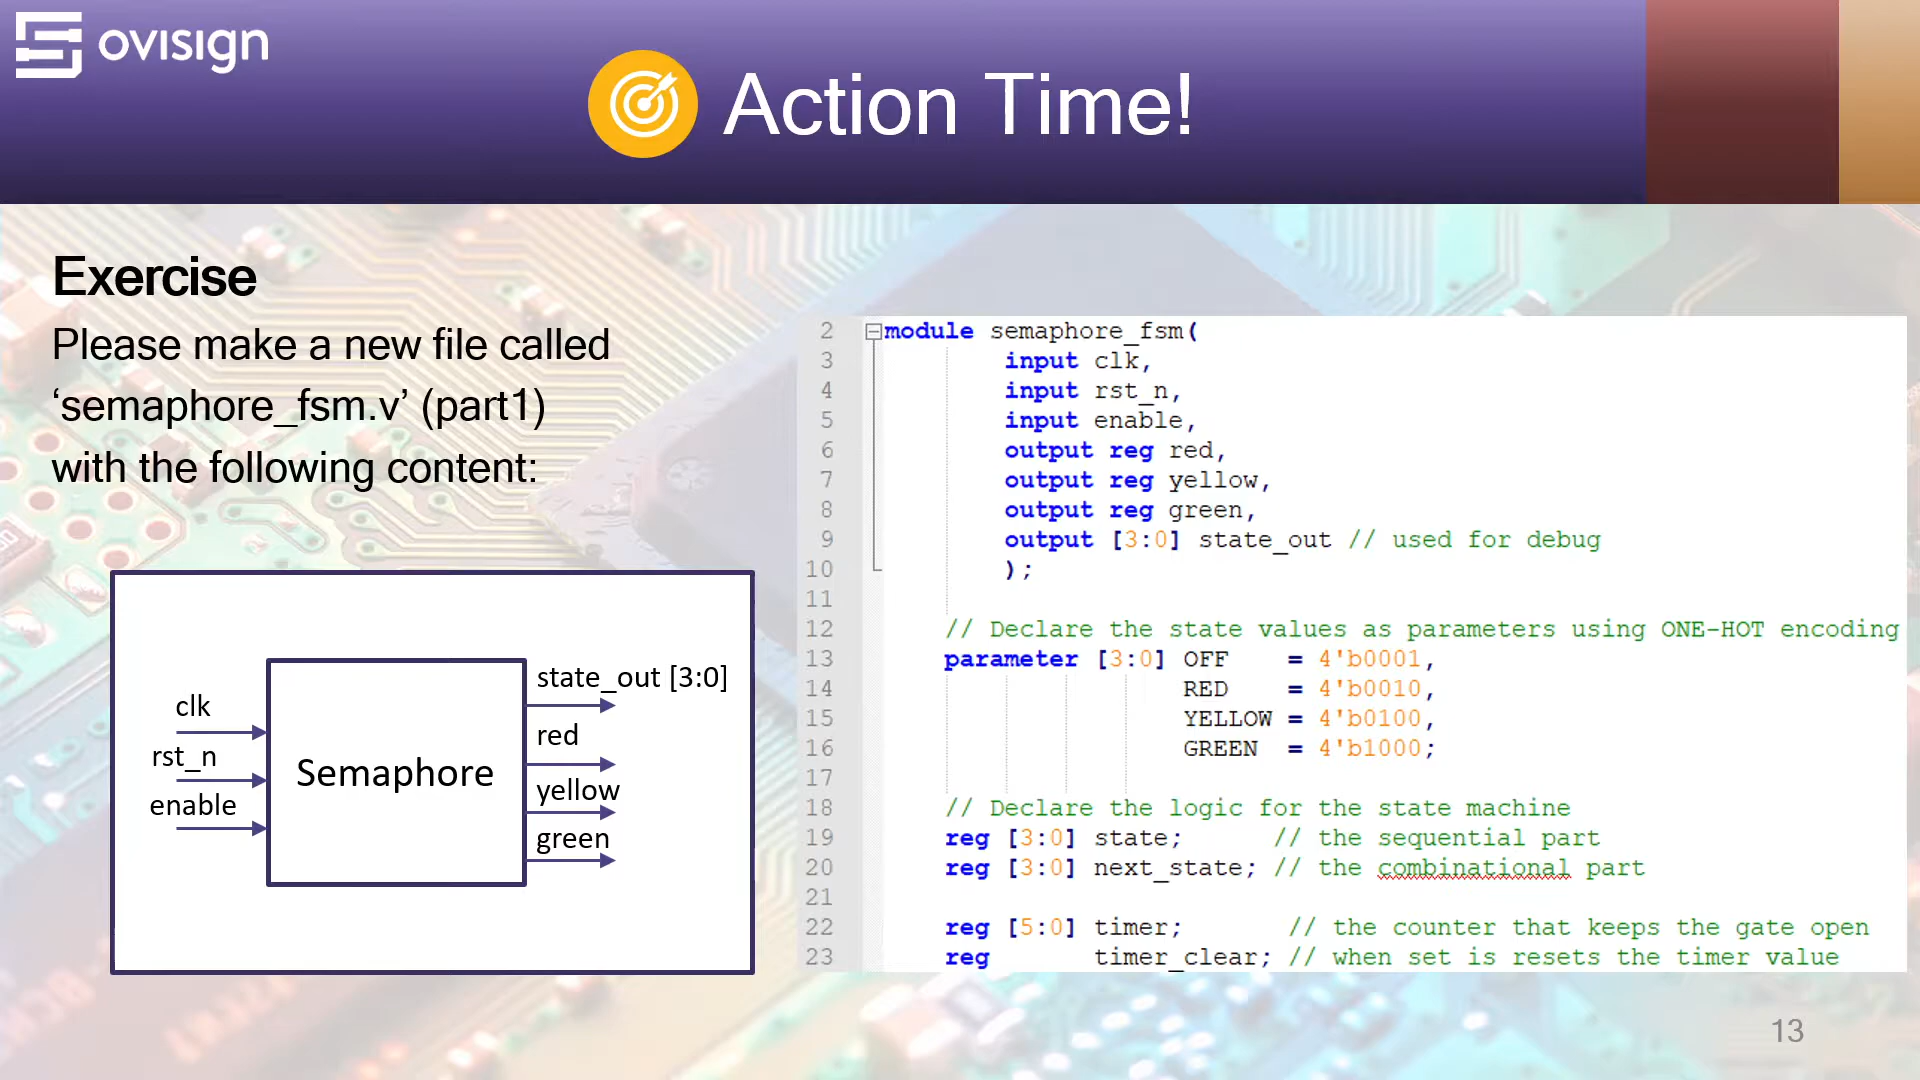 ovisign
Action Time!
Exercise
Please make a new file called
‘semaphore_fsm.v’ (part1)
with the following content:
clk
rst_n
enable
Semaphore
state_out [3:0]
red
yellow
green
2 module semaphore_fsm(
3 input clk,
4 input rst_n,
5 input enable,
6 output reg red,
7 output reg yellow,
8 output reg green,
9 output [3:0] state_out // used for debug
10 );
11
12 // Declare the state values as parameters using ONE-HOT encoding
13 parameter [3:0] OFF = 4'b0001,
14 RED = 4'b0010,
15 YELLOW = 4'b0100,
16 GREEN = 4'b1000;
17
18 // Declare the logic for the state machine
19 reg [3:0] state; // the sequential part
20 reg [3:0] next_state; // the combinational part
21
22 reg [5:0] timer; // the counter that keeps the gate open
23 reg timer_clear; // when set is resets the timer value
13